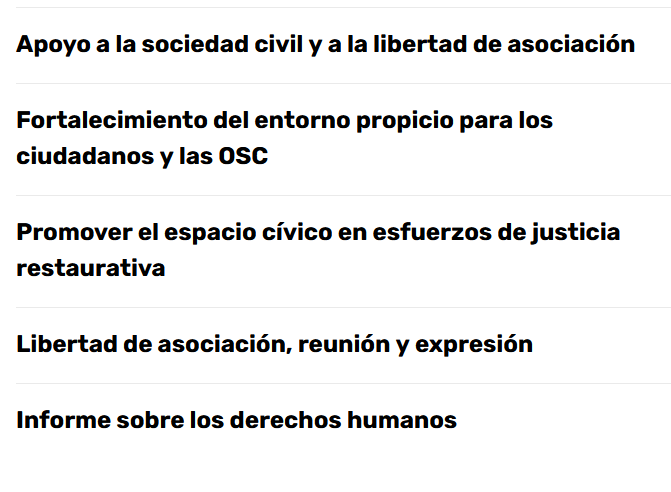 Apoyo a la sociedad civil y a la libertad de asociación
Fortalecimiento del entorno propicio para los
ciudadanos y las OSC
Promover el espacio cívico en esfuerzos de justicia
restaurativa
Libertad de asociación, reunión y expresión
Informe sobre los derechos humanos